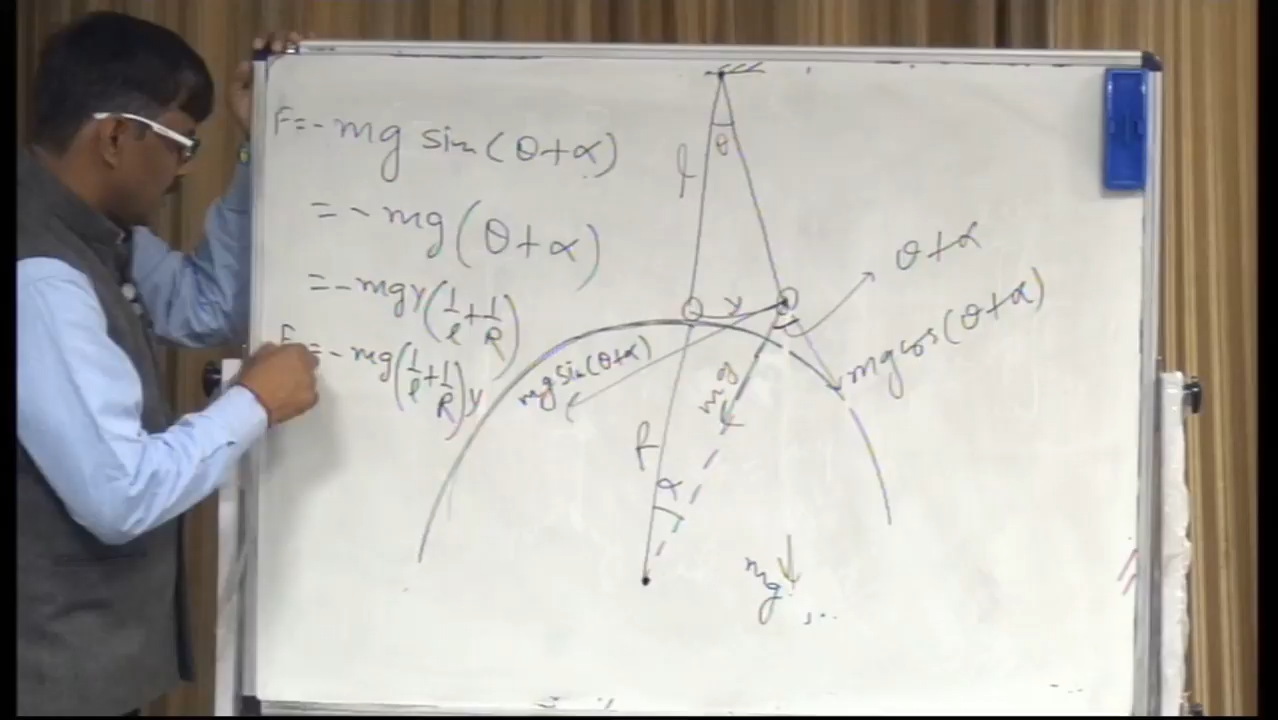 F=-mg sin(θ+α)
=-mg(θ+α)
=-mgy(1/l+1/R)
F=-mg(1/l+1/R)y
θ
l
y
θ+α
mg sin(θ+α)
mg
mg cos(θ+α)
R
α
mg